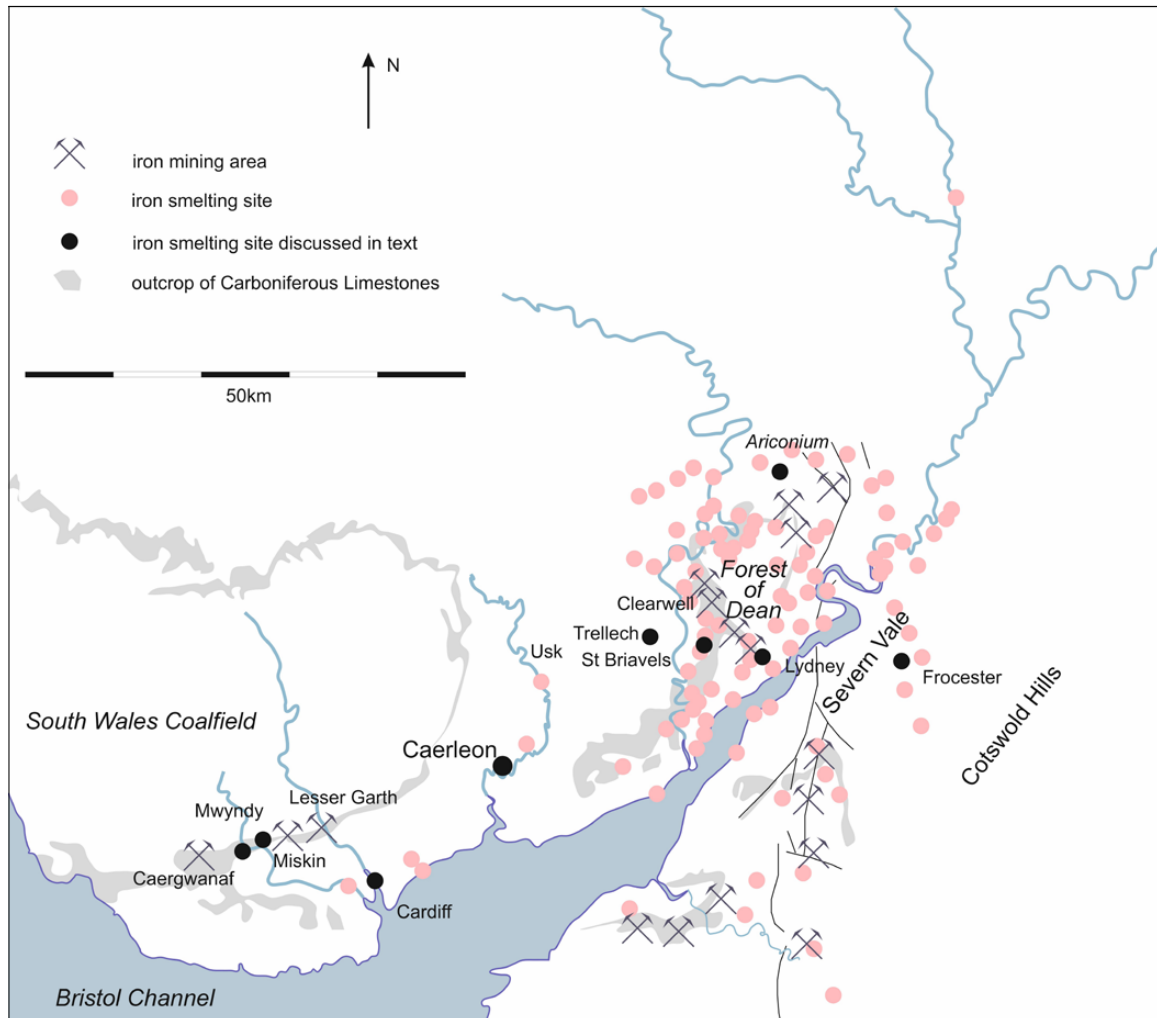 N
iron mining area
iron smelting site
iron smelting site discussed in text
outcrop of Carboniferous Limestones
50km
Ariconium
Forest
of
Dean
Clearwell
Trellech
St Briavels
Lydney
Usk
Severn Vale
Frocester
Cotswold Hills
South Wales Coalfield
Caerleon
Lesser Garth
Mwyndy
Miskin
Caergwanaf
Cardiff
Bristol Channel